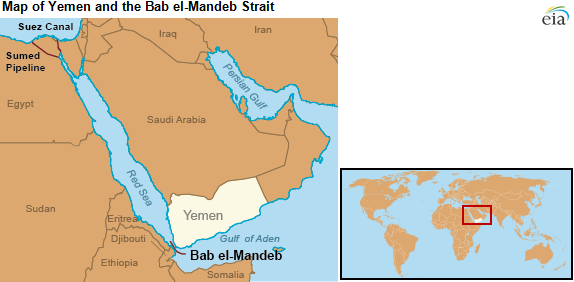 Map of Yemen and the Bab el-Mandeb Strait
eia
Suez Canal
Iraq
Iran
Sumed
Pipeline
Persian Gulf
Egypt
Saudi Arabia
Red Sea
Sudan
Yemen
Eritrea
Djibouti
Gulf of Aden
Bab el-Mandeb
Ethiopia
Somalia